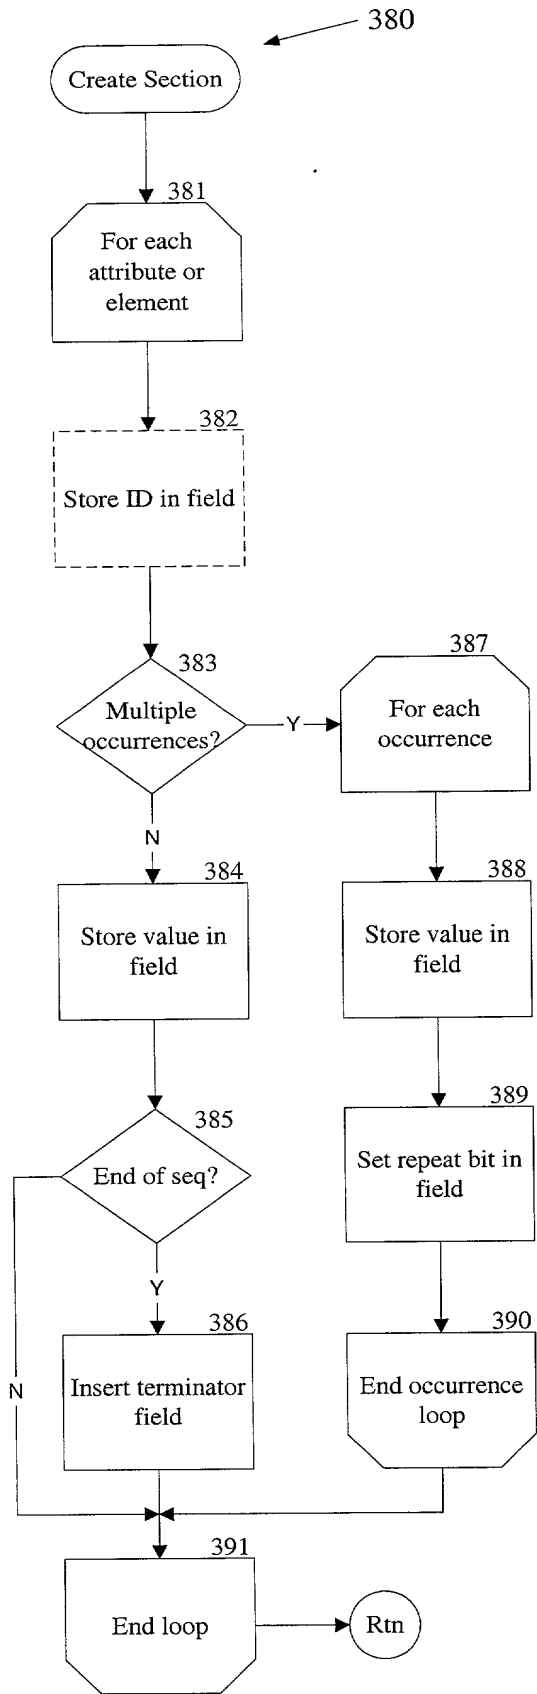 380
Create Section
381
For each
attribute or
element
382
Store ID in field
383
Multiple
occurrences?
Y
387
For each
occurrence
N
384
Store value in
field
388
Store value in
field
385
End of seq?
389
Set repeat bit in
field
Y
386
Insert terminator
field
N
390
End occurrence
loop
391
End loop
Rtn